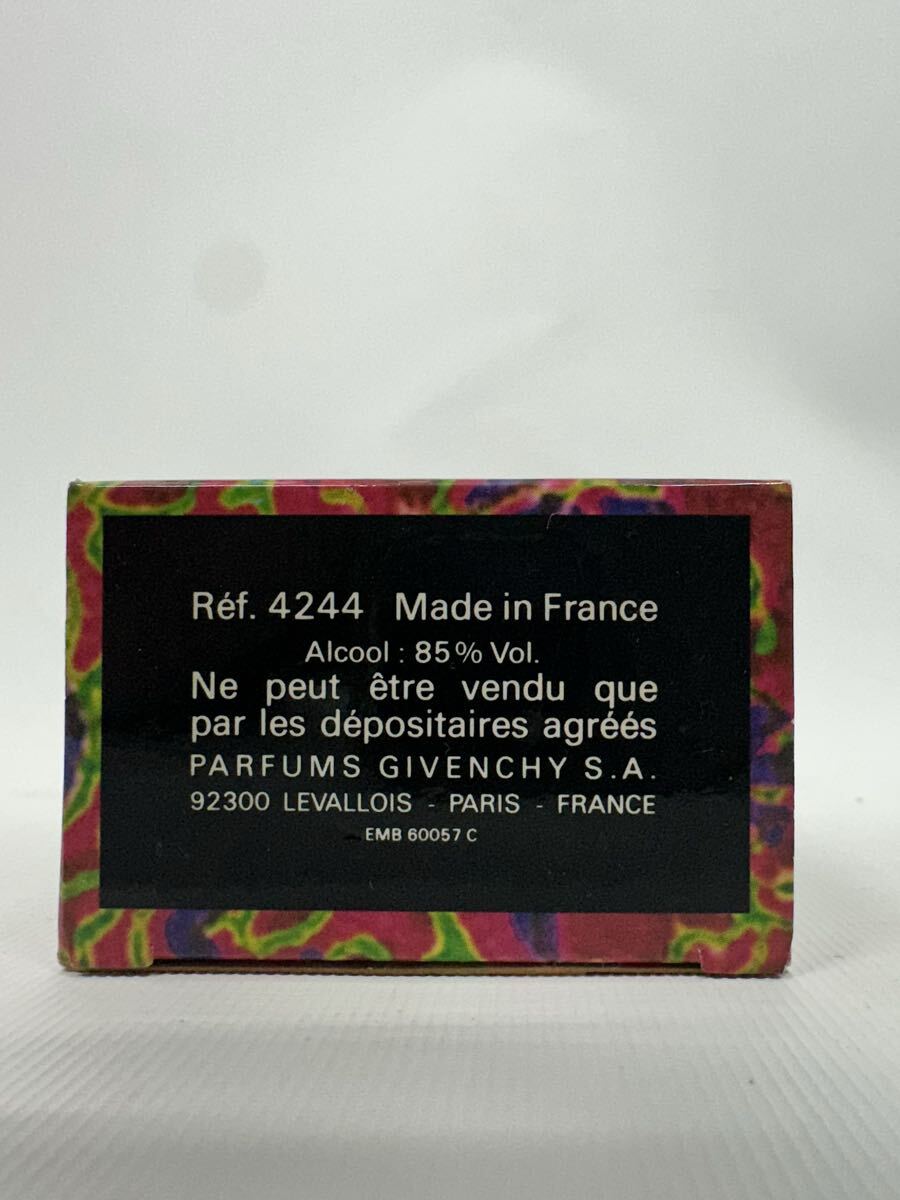 Réf. 4244 Made in France
Alcool : 85% Vol.
Ne peut être vendu que
par les dépositaires agréés
PARFUMS GIVENCHY S.A.
92300 LEVALLOIS - PARIS - FRANCE
EMB 60057 C